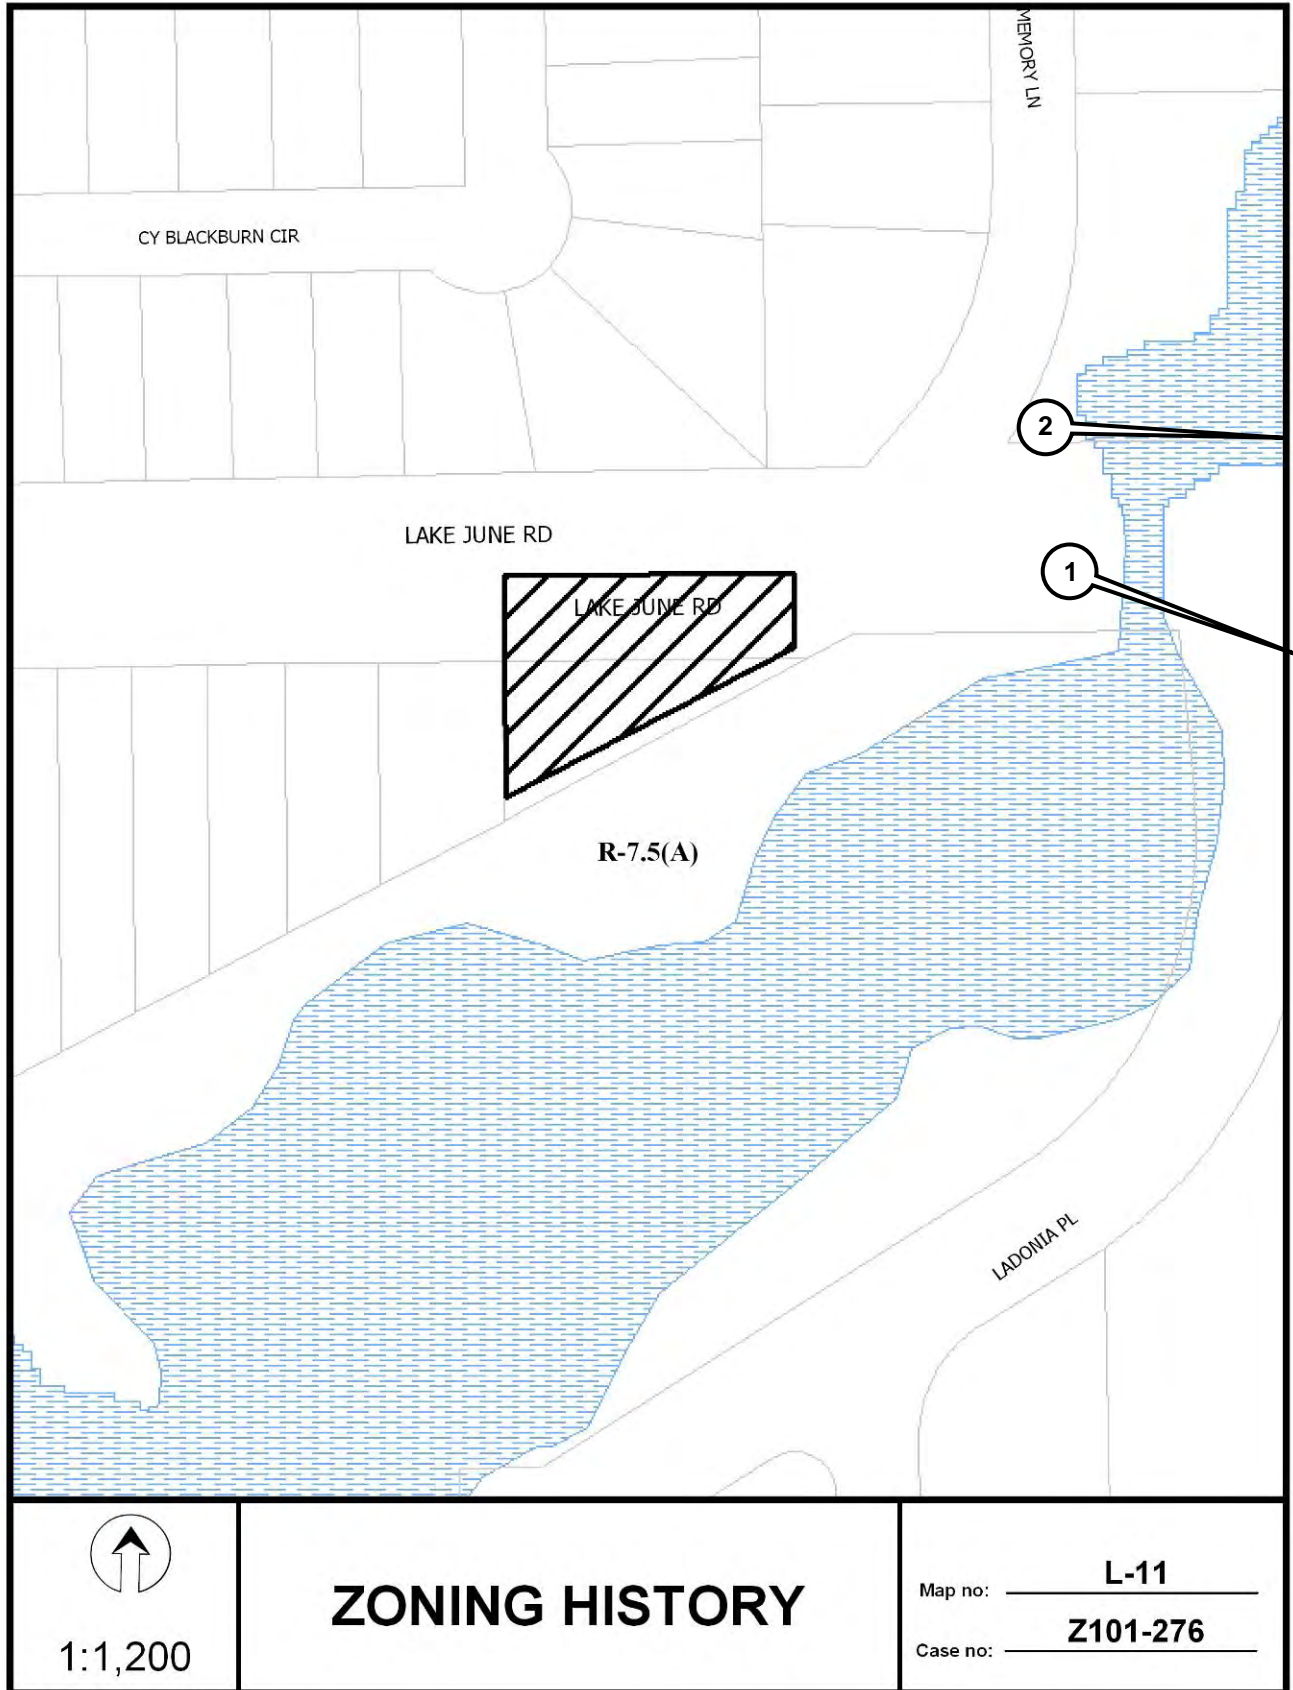 MEMORY LN
CY BLACKBURN CIR
2
LAKE JUNE RD
1
LAKE JUNE RD
R-7.5(A)
LADONIA PL
1:1,200
ZONING HISTORY
Map no: L-11
Case no: Z101-276